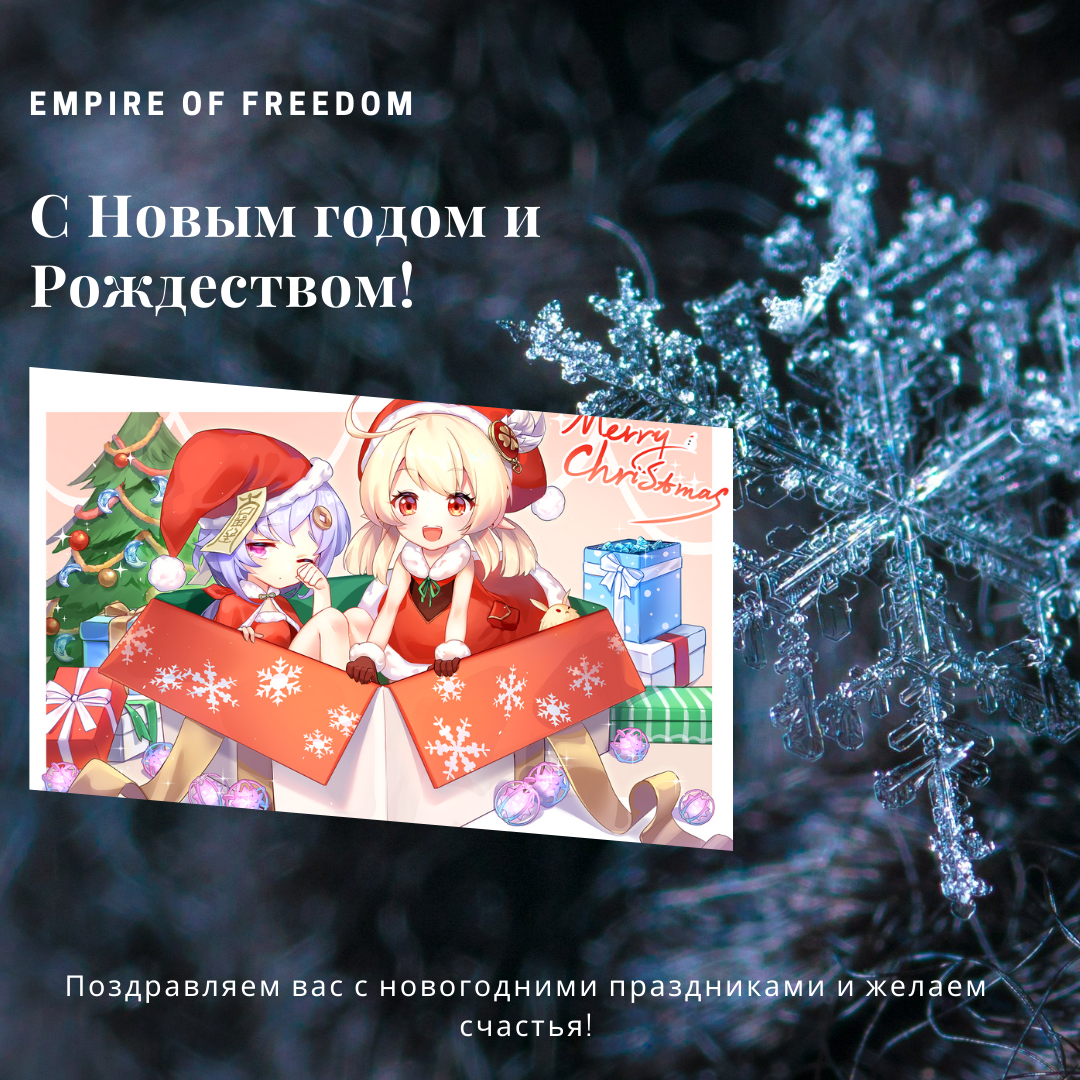 EMPIRE OF FREEDOM
С Новым годом и
Рождеством!
Merry
Christmas
Поздравляем вас с новогодними праздниками и желаем
счастья!